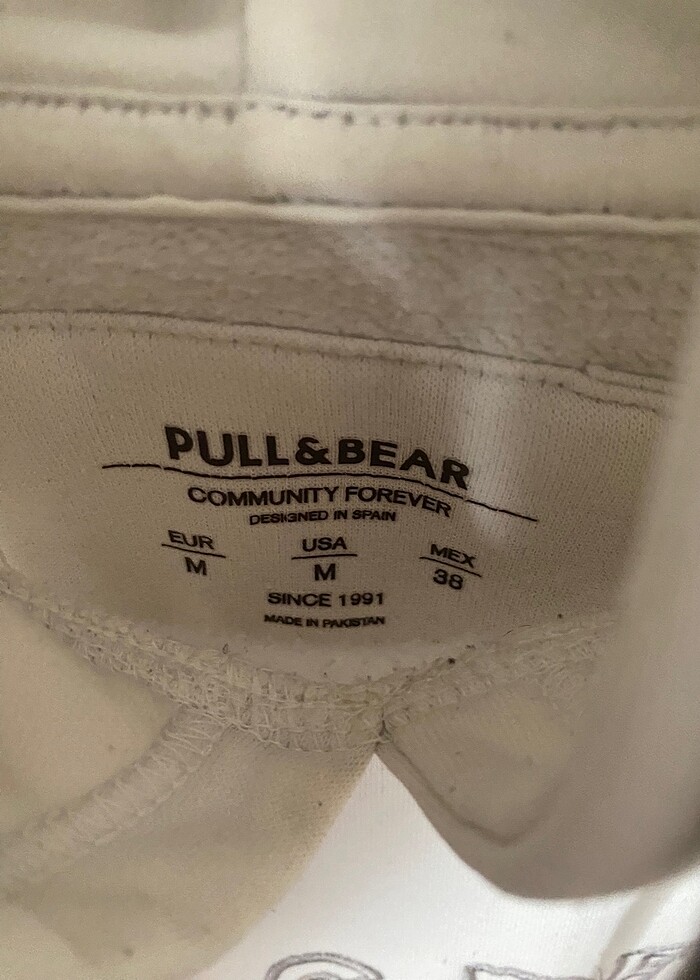 PULL&BEAR
COMMUNITY FOREVER
DESIGNED IN SPAIN
EUR USA MEX
M M 38
SINCE 1991
MADE IN PAKISTAN